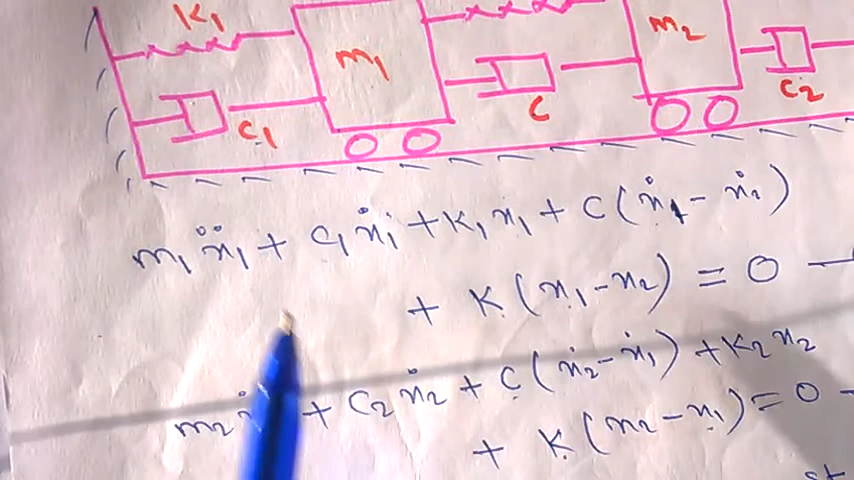 K₁
m₁
m₂
C₁
C
C₂
m₁ẍ₁ + C₁ẋ₁ + K₁x₁ + C(ẋ₁ - ẋ₂)
+ K(x₁ - x₂) = 0 —
m₂ + C₂ẋ₂ + C(ẋ₂ - ẋ₁) + K₂x₂
+ K(x₂ - x₁) = 0 -